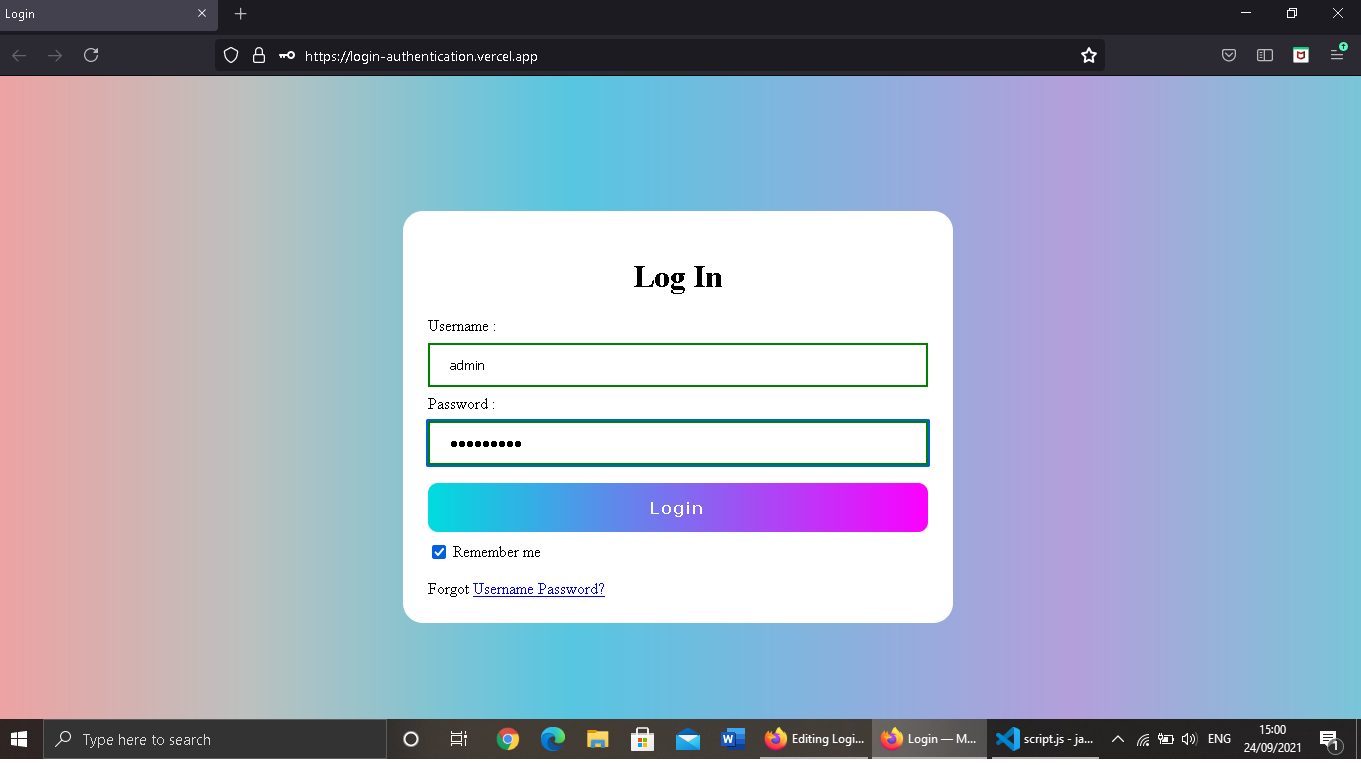 Login
https://login-authentication.vercel.app
Log In
Username :
admin
Password :
•••••••••
Login
Remember me
Forgot Username Password?
Type here to search
W
Editing Logi...
Login — M...
script.js - ja...
ENG
15:00
24/09/2021
1